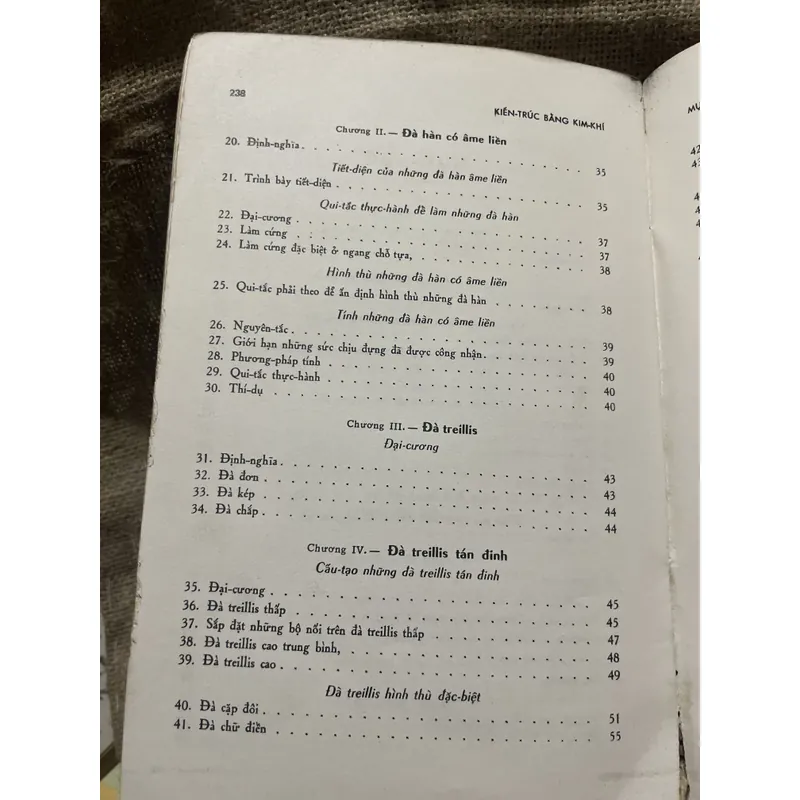 238
KIẾN-TRÚC BẰNG KIM-KHÍ
Chương II. — Đà hàn có âme liền
20. Định-nghĩa . . . . . . . . . . . . . . . . . . . . 35
Tiết-diện của những đà hàn âme liền
21. Trình bày tiết-diện . . . . . . . . . . . . . . . . . . 35
Qui-tắc thực-hành để làm những đà hàn
22. Đại-cương . . . . . . . . . . . . . . . . . . . . 37
23. Làm cứng . . . . . . . . . . . . . . . . . . . . 37
24. Làm cứng đặc biệt ở ngang chỗ tựa, . . . . . . . . . . . . 38
Hình thù những đà hàn có âme liền
25. Qui-tắc phải theo để ấn định hình thù những đà hàn . . . . . . . 38
Tính những đà hàn có âme liền
26. Nguyên-tắc . . . . . . . . . . . . . . . . . . . . 39
27. Giới hạn những sức chịu đựng đã được công nhận. . . . . . . . 39
28. Phương-pháp tính . . . . . . . . . . . . . . . . . . 40
29. Qui-tắc thực-hành . . . . . . . . . . . . . . . . . . 40
30. Thí-dụ . . . . . . . . . . . . . . . . . . . . . 40
Chương III. — Đà treillis
Đại-cương
31. Định-nghĩa . . . . . . . . . . . . . . . . . . . . 43
32. Đà đơn . . . . . . . . . . . . . . . . . . . . . 43
33. Đà kép . . . . . . . . . . . . . . . . . . . . . 44
34. Đà chắp . . . . . . . . . . . . . . . . . . . . . 44
Chương IV. — Đà treillis tán đinh
Cấu-tạo những đà treillis tán đinh
35. Đại-cương . . . . . . . . . . . . . . . . . . . . 45
36. Đà treillis thấp . . . . . . . . . . . . . . . . . . . 45
37. Sắp đặt những bộ nối trên đà treillis thấp . . . . . . . . . . 47
38. Đà treillis cao trung bình, . . . . . . . . . . . . . . . 48
39. Đà treillis cao . . . . . . . . . . . . . . . . . . . 49
Đà treillis hình thù đặc-biệt
40. Đà cặp đôi . . . . . . . . . . . . . . . . . . . . 51
41. Đà chữ điền . . . . . . . . . . . . . . . . . . . . 55
MỤ
42
43
4
4
4